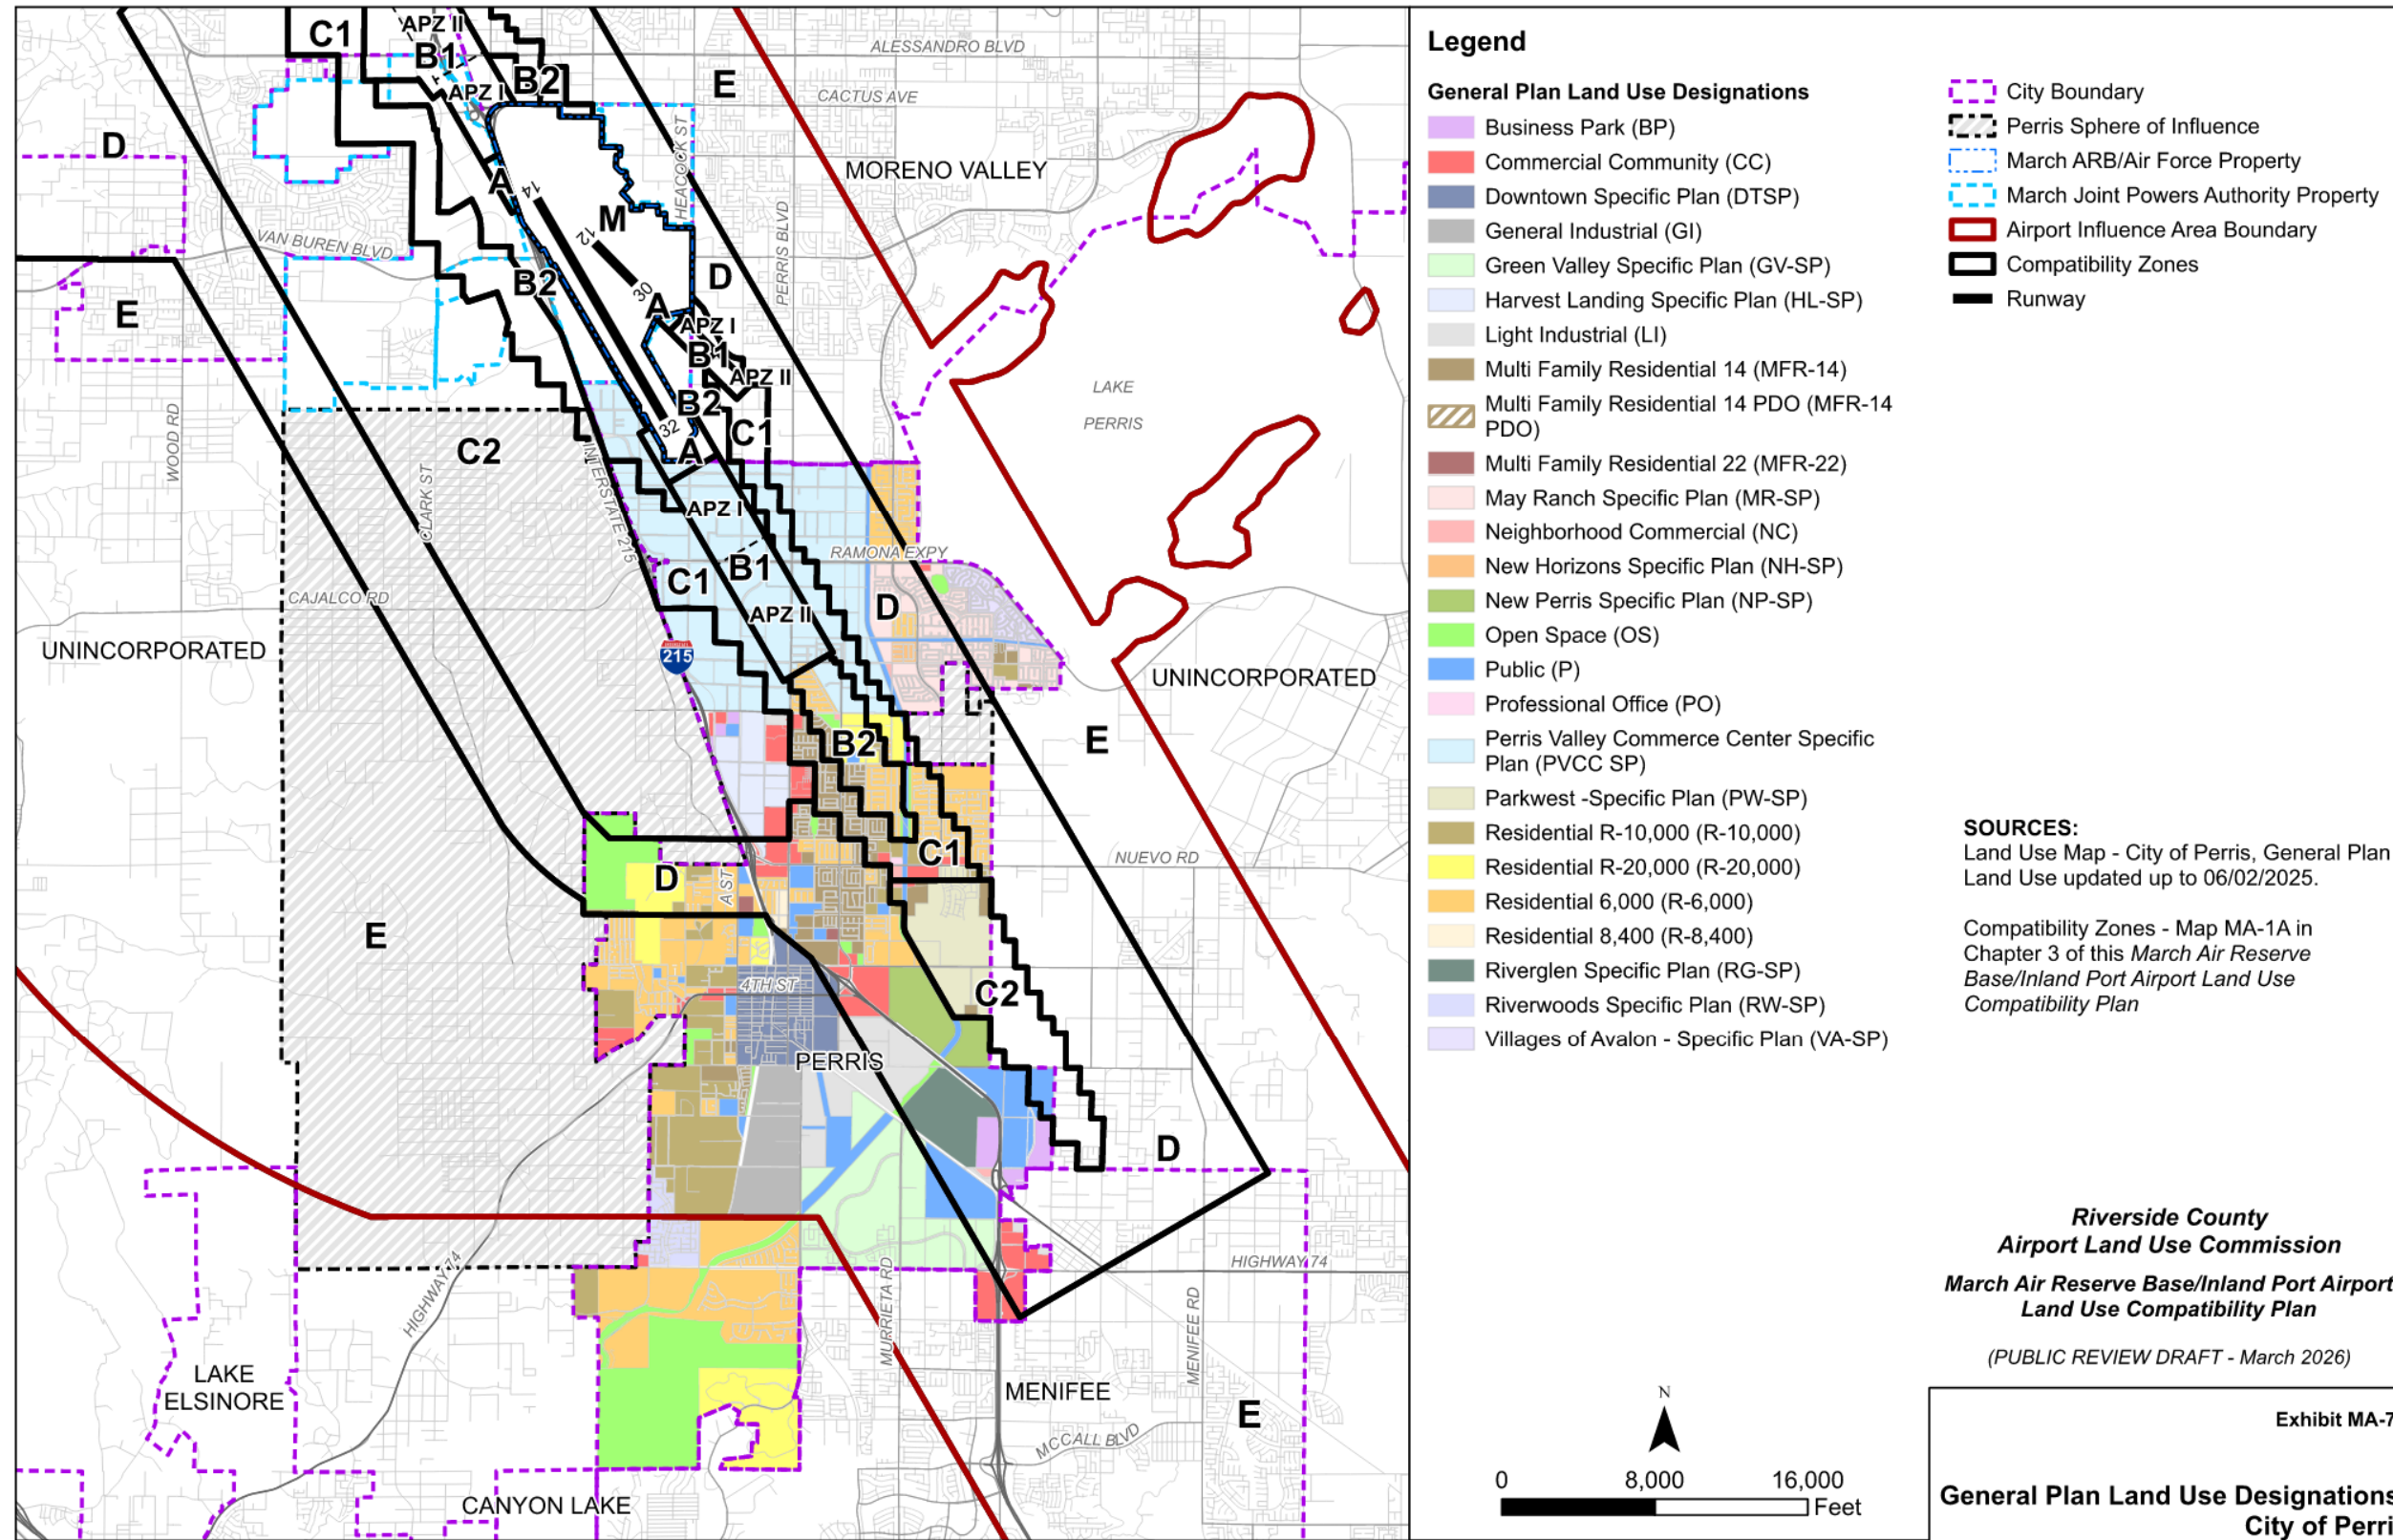 C1
APZ II
B1
APZ I
B2
E
ALESSANDRO BLVD
CACTUS AVE
D
HEACOCK ST
MORENO VALLEY
A
14
M
12
VAN BUREN BLVD
PERRIS BLVD
B2
D
30
A
E
APZ I
B1
APZ II
B2
32
C1
A
LAKE
PERRIS
WOOD RD
C2
CLARK ST
INTERSTATE 215
APZ I
RAMONA EXPY
B1
C1
CAJALCO RD
APZ II
D
UNINCORPORATED
215
UNINCORPORATED
E
B2
C1
NUEVO RD
D
A ST
E
4TH ST
C2
PERRIS
D
HIGHWAY 74
HIGHWAY 74
MURRIETA RD
MENIFEE RD
LAKE
ELSINORE
MENIFEE
E
MCCALL BLVD
CANYON LAKE
Legend
General Plan Land Use Designations
Business Park (BP)
Commercial Community (CC)
Downtown Specific Plan (DTSP)
General Industrial (GI)
Green Valley Specific Plan (GV-SP)
Harvest Landing Specific Plan (HL-SP)
Light Industrial (LI)
Multi Family Residential 14 (MFR-14)
Multi Family Residential 14 PDO (MFR-14
PDO)
Multi Family Residential 22 (MFR-22)
May Ranch Specific Plan (MR-SP)
Neighborhood Commercial (NC)
New Horizons Specific Plan (NH-SP)
New Perris Specific Plan (NP-SP)
Open Space (OS)
Public (P)
Professional Office (PO)
Perris Valley Commerce Center Specific
Plan (PVCC SP)
Parkwest -Specific Plan (PW-SP)
Residential R-10,000 (R-10,000)
Residential R-20,000 (R-20,000)
Residential 6,000 (R-6,000)
Residential 8,400 (R-8,400)
Riverglen Specific Plan (RG-SP)
Riverwoods Specific Plan (RW-SP)
Villages of Avalon - Specific Plan (VA-SP)
City Boundary
Perris Sphere of Influence
March ARB/Air Force Property
March Joint Powers Authority Property
Airport Influence Area Boundary
Compatibility Zones
Runway
SOURCES:
Land Use Map - City of Perris, General Plan
Land Use updated up to 06/02/2025.
Compatibility Zones - Map MA-1A in
Chapter 3 of this March Air Reserve
Base/Inland Port Airport Land Use
Compatibility Plan
Riverside County
Airport Land Use Commission
March Air Reserve Base/Inland Port Airport
Land Use Compatibility Plan
(PUBLIC REVIEW DRAFT - March 2026)
N
0 8,000 16,000
Feet
Exhibit MA-7
General Plan Land Use Designations
City of Perri